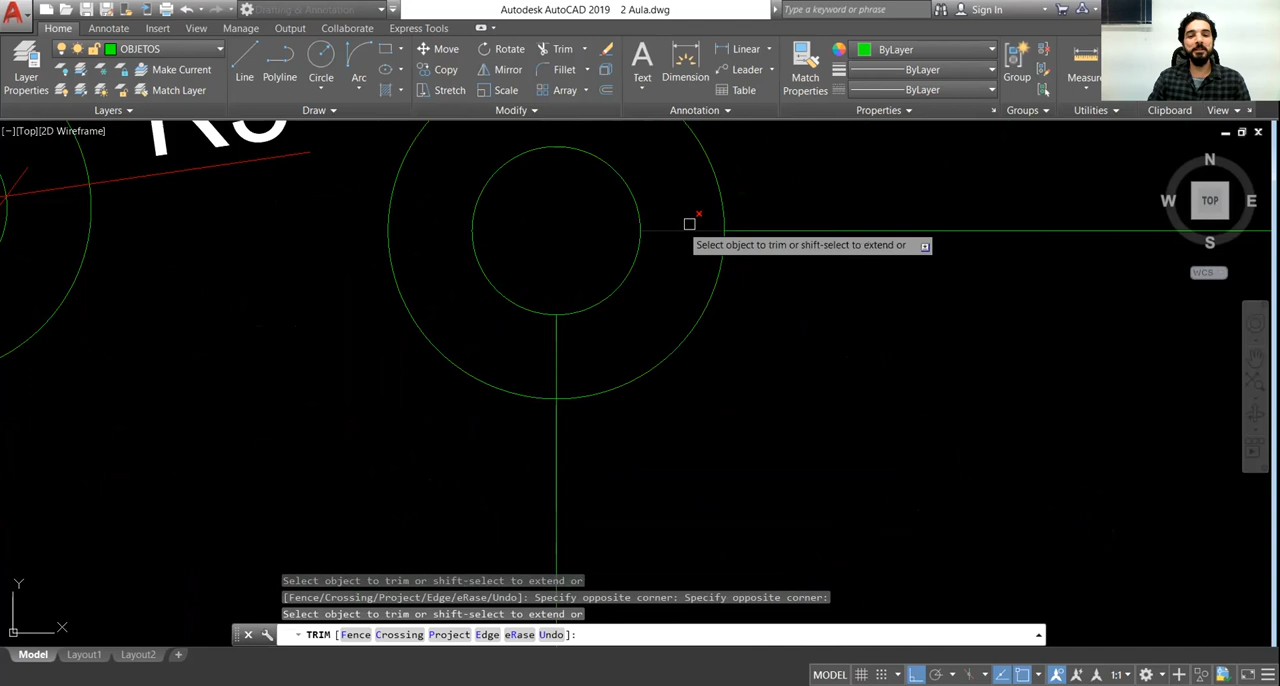 A Drafting & Annotation Autodesk AutoCAD 2019 2 Aula.dwg Type a keyword or phrase Sign In
Home Annotate Insert View Manage Output Collaborate Express Tools
OBJETOS
Layer Properties
Make Current
Match Layer
Line Polyline Circle Arc
Move Rotate Trim
Copy Mirror Fillet
Stretch Scale Array
Text Dimension
Linear
Leader
Table
Match Properties
ByLayer
ByLayer
ByLayer
Group
Measure
Layers Draw Modify Annotation Properties Groups Utilities Clipboard View
[−][Top][2D Wireframe]
N
W TOP E
S
WCS
Select object to trim or shift-select to extend or
Y
X
Select object to trim or shift-select to extend or
[Fence/Crossing/Project/Edge/eRase/Undo]: Specify opposite corner: Specify opposite corner:
Select object to trim or shift-select to extend or
TRIM [Fence Crossing Project Edge eRase Undo]:
Model Layout1 Layout2 +
MODEL 1:1